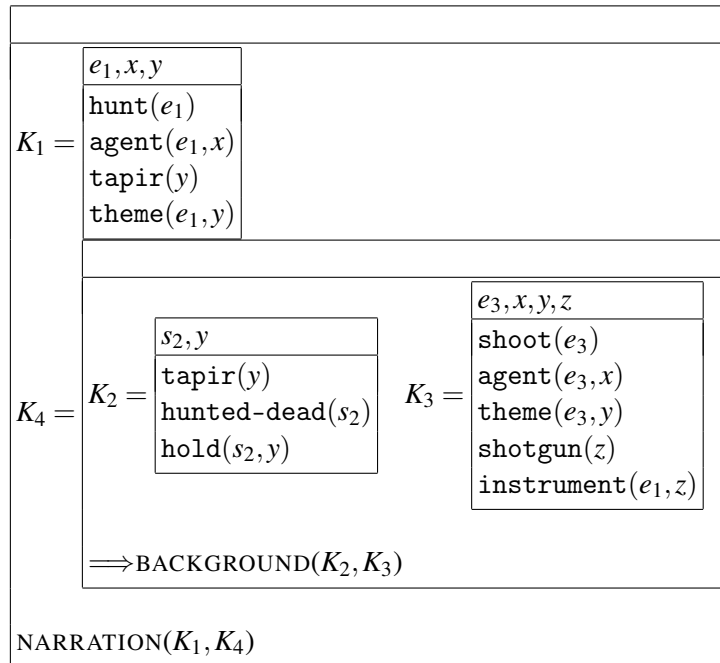 K₁ =
e₁,x,y
hunt(e₁)
agent(e₁,x)
tapir(y)
theme(e₁,y)
K₄ =
K₂ =
s₂,y
tapir(y)
hunted-dead(s₂)
hold(s₂,y)
K₃ =
e₃,x,y,z
shoot(e₃)
agent(e₃,x)
theme(e₃,y)
shotgun(z)
instrument(e₁,z)
⟹BACKGROUND(K₂,K₃)
NARRATION(K₁,K₄)